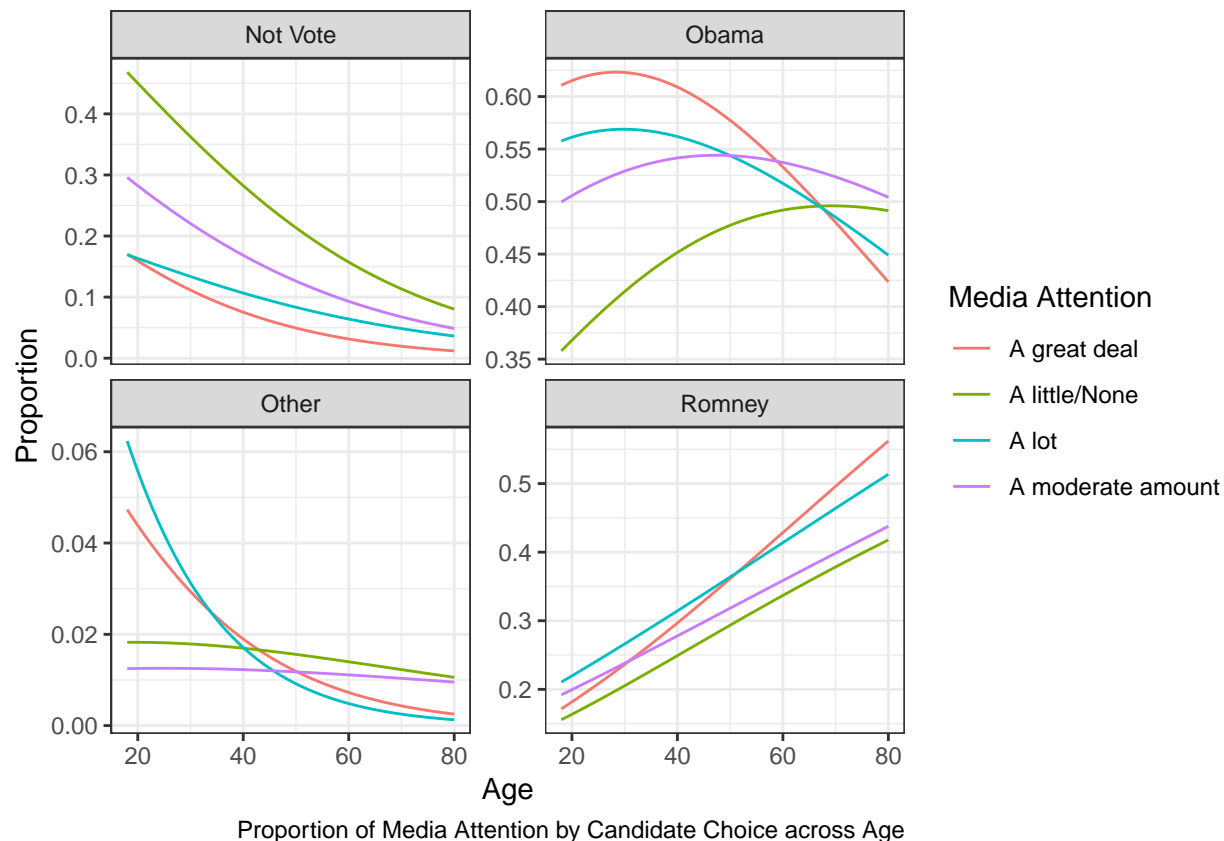 Not Vote
Obama
0.4
0.3
0.2
0.1
0.0
0.60
0.55
0.50
0.45
0.40
0.35
Other
Romney
0.06
0.04
0.02
0.00
0.5
0.4
0.3
0.2
20 40 60 80
20 40 60 80
Proportion
Age
Proportion of Media Attention by Candidate Choice across Age
Media Attention
A great deal
A little/None
A lot
A moderate amount